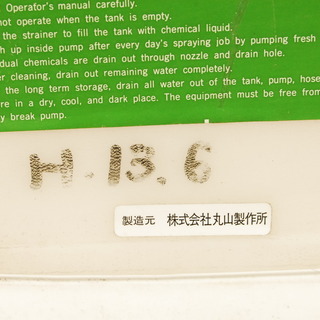 . Operator's manual carefully.
not operate when the tank is empty.
the strainer to fill the tank with chemical liquid.
h up inside pump after every day's spraying job by pumping fresh
dual chemicals are drain out through nozzle and drain hole.
er cleaning, drain out remaining water completely.
the long term storage, drain all water out of the tank, pump, hose
re in a dry, cool, and dark place. The equipment must be free from
y break pump.
H.13.6
製造元 株式会社丸山製作所